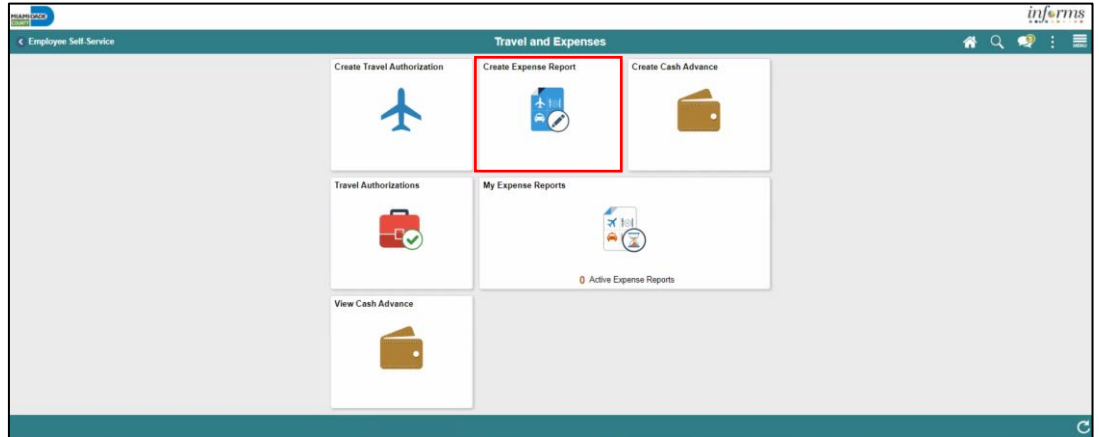 MIAMI-DADE
COUNTY
informs
Employee Self-Service
Travel and Expenses
MENU
Create Travel Authorization
Create Expense Report
Create Cash Advance
Travel Authorizations
My Expense Reports
0 Active Expense Reports
View Cash Advance